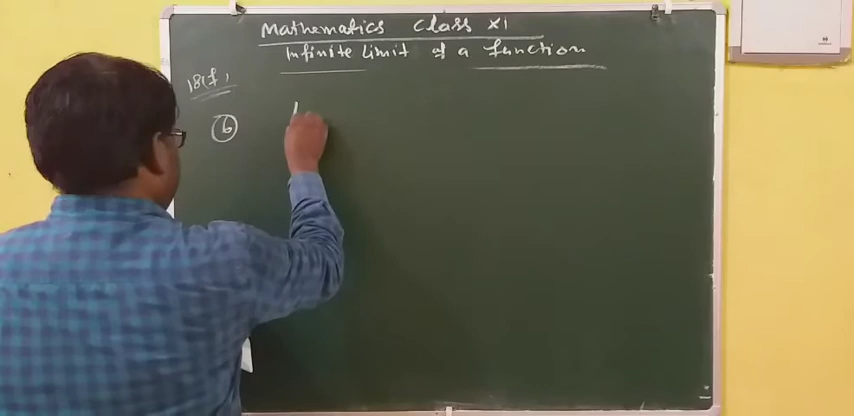 Mathematics Class XI
Infinite Limit of a function
18(f)
6